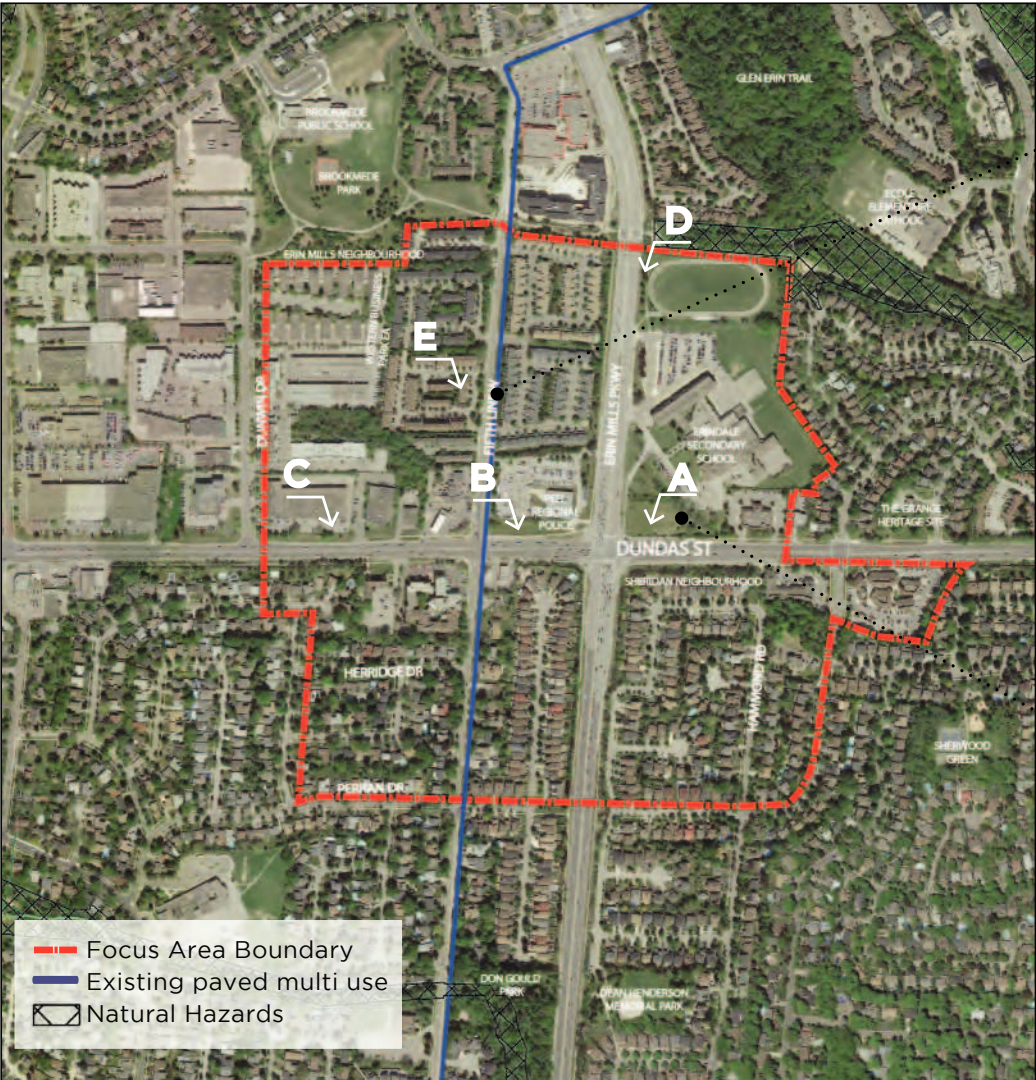 GLEN ERIN TRAIL
BROOKMEDE
PUBLIC SCHOOL
BROOKMEDE
PARK
D
ERIN MILLS NEIGHBOURHOOD
PARK EA
E
ERIN MILLS PKWY
ERINDALE
SECONDARY
SCHOOL
C
B
A
PEEL
REGIONAL
POLICE
THE GRANGE
HERITAGE SITE
DUNDAS ST
SHERIDAN NEIGHBOURHOOD
HERRIDGE DR
HAMMOND RD
SHERWOOD
GREEN
PERRAN DR
DON GOULD
PARK
DEAN HENDERSON
MEMORIAL PARK
Focus Area Boundary
Existing paved multi use
Natural Hazards